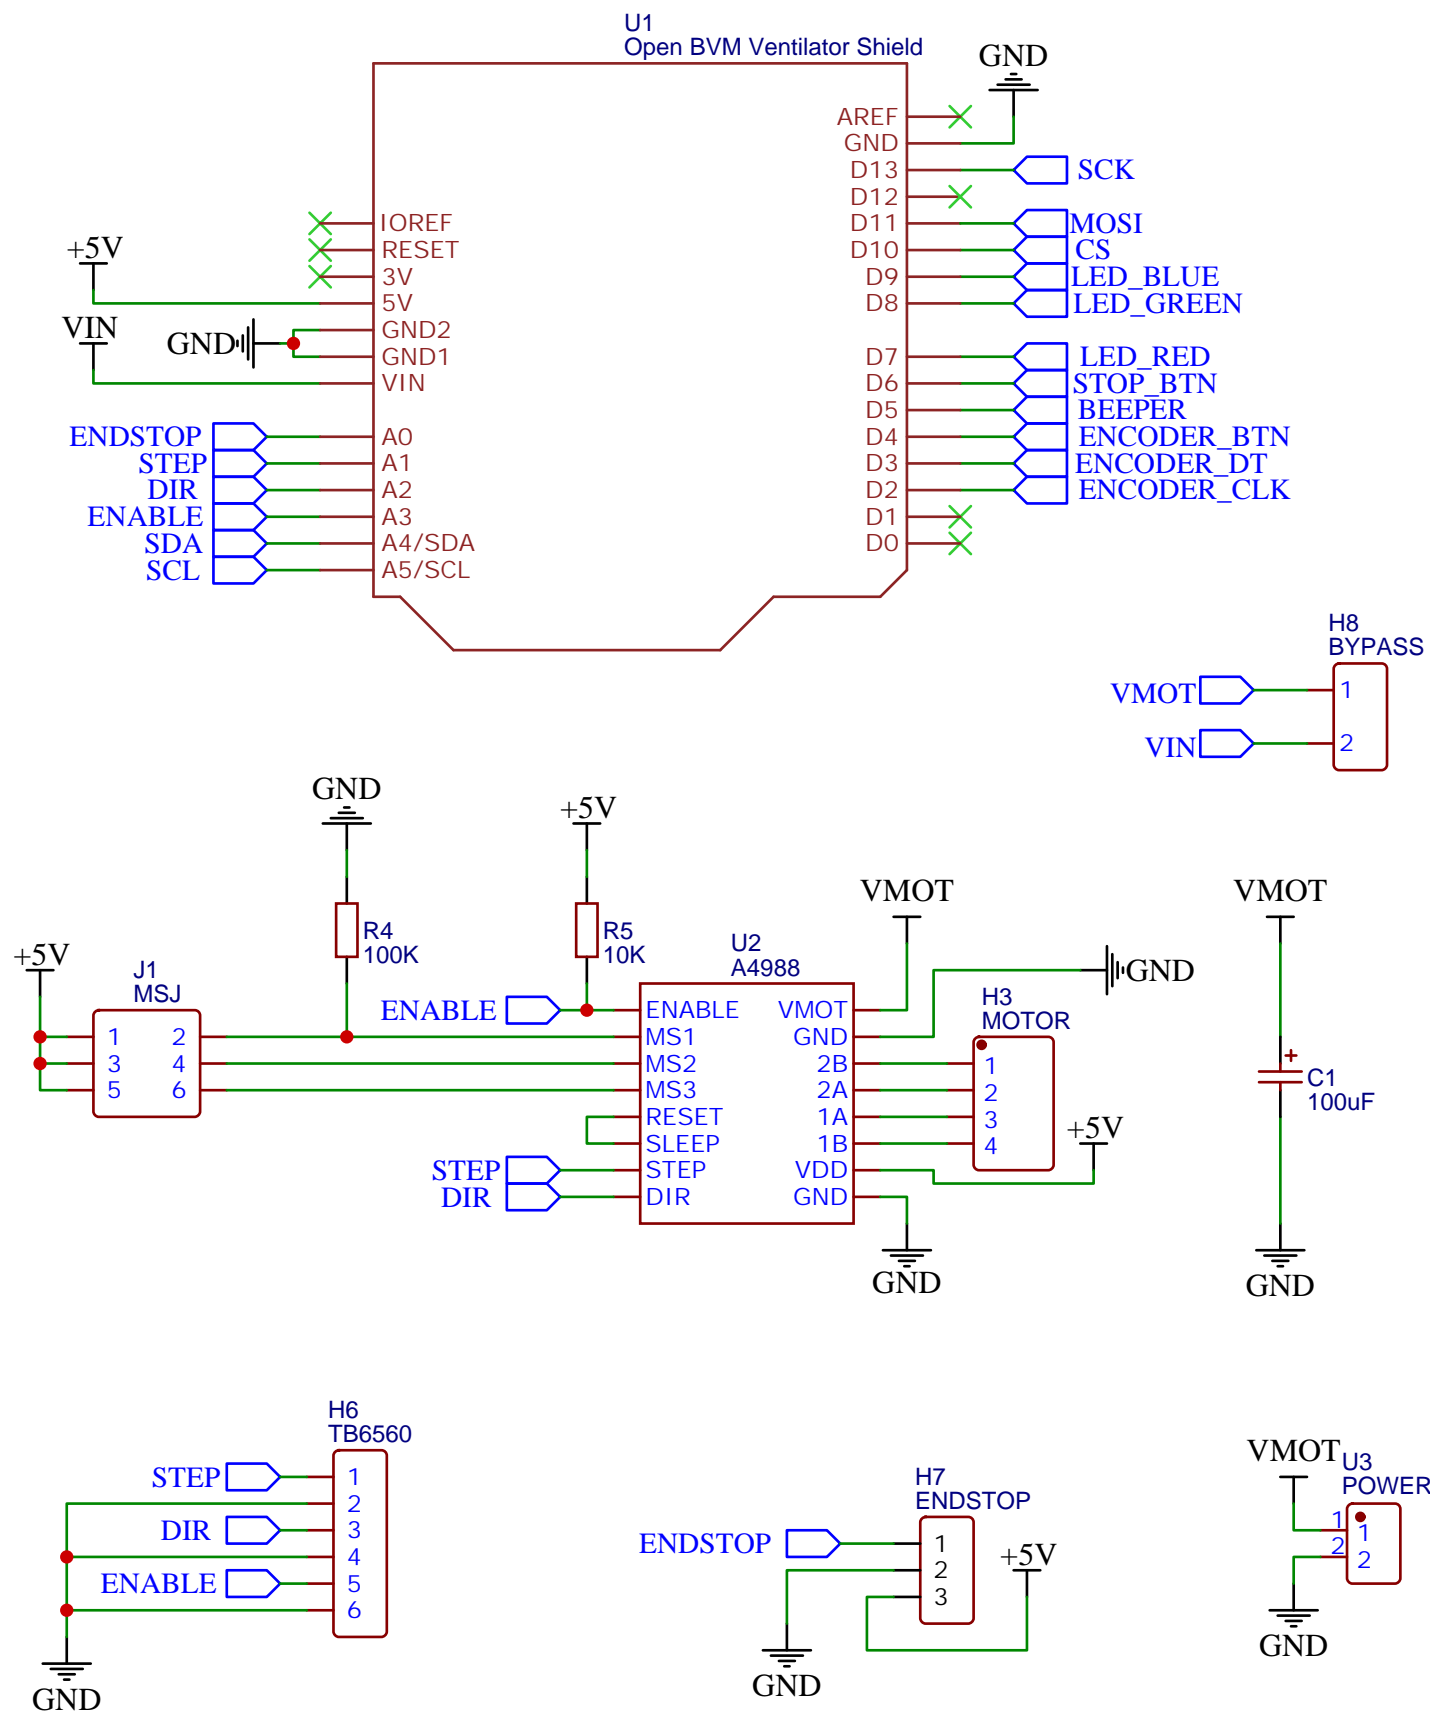 U1
Open BVM Ventilator Shield
GND
AREF
GND
D13
SCK
D12
IOREF
D11
MOSI
RESET
D10
CS
+5V
3V
D9
LED_BLUE
5V
D8
LED_GREEN
VIN
GND
GND2
GND1
D7
LED_RED
VIN
D6
STOP_BTN
D5
BEEPER
ENDSTOP
A0
D4
ENCODER_BTN
STEP
A1
D3
ENCODER_DT
DIR
A2
D2
ENCODER_CLK
ENABLE
A3
D1
SDA
A4/SDA
D0
SCL
A5/SCL
H8
BYPASS
VMOT
1
VIN
2
GND
+5V
VMOT
VMOT
R4
100K
R5
10K
+5V
J1
MSJ
U2
A4988
GND
H3
MOTOR
ENABLE
ENABLE
VMOT
1
2
MS1
GND
3
4
MS2
2B
1
5
6
MS3
2A
2
RESET
1A
3
SLEEP
1B
4
+5V
STEP
STEP
VDD
DIR
DIR
GND
GND
+
C1
100uF
GND
H6
TB6560
STEP
1
2
DIR
3
4
ENABLE
5
6
GND
H7
ENDSTOP
ENDSTOP
1
2
3
+5V
GND
VMOT
U3
POWER
1
1
2
2
GND